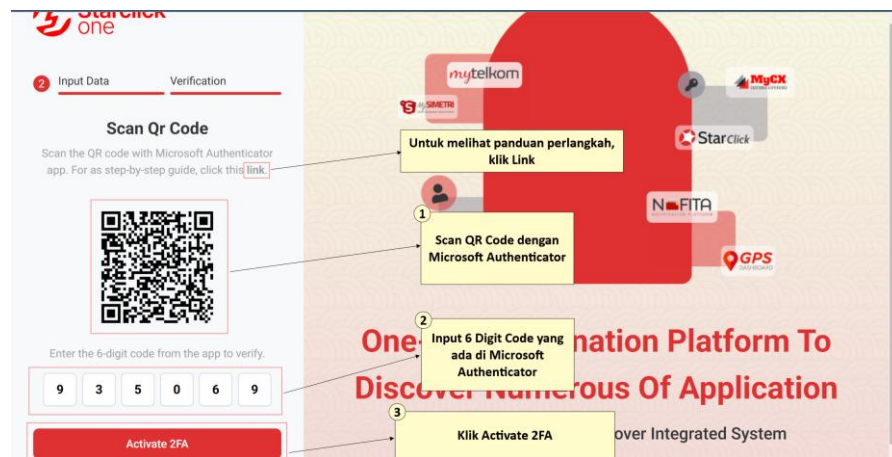 Starclick
one
2 Input Data Verification
Scan Qr Code
Scan the QR code with Microsoft Authenticator
app. For as step-by-step guide, click this link.
Enter the 6-digit code from the app to verify.
9 3 5 0 6 9
Activate 2FA
mytelkom
MySIMETRI
MyCX
StarClick
NOFITA
GPS
DASHBOARD
Untuk melihat panduan perlangkah,
klik Link
1
Scan QR Code dengan
Microsoft Authenticator
2
Input 6 Digit Code yang
ada di Microsoft
Authenticator
3
Klik Activate 2FA
nation Platform To
Numerous Of Application
over Integrated System